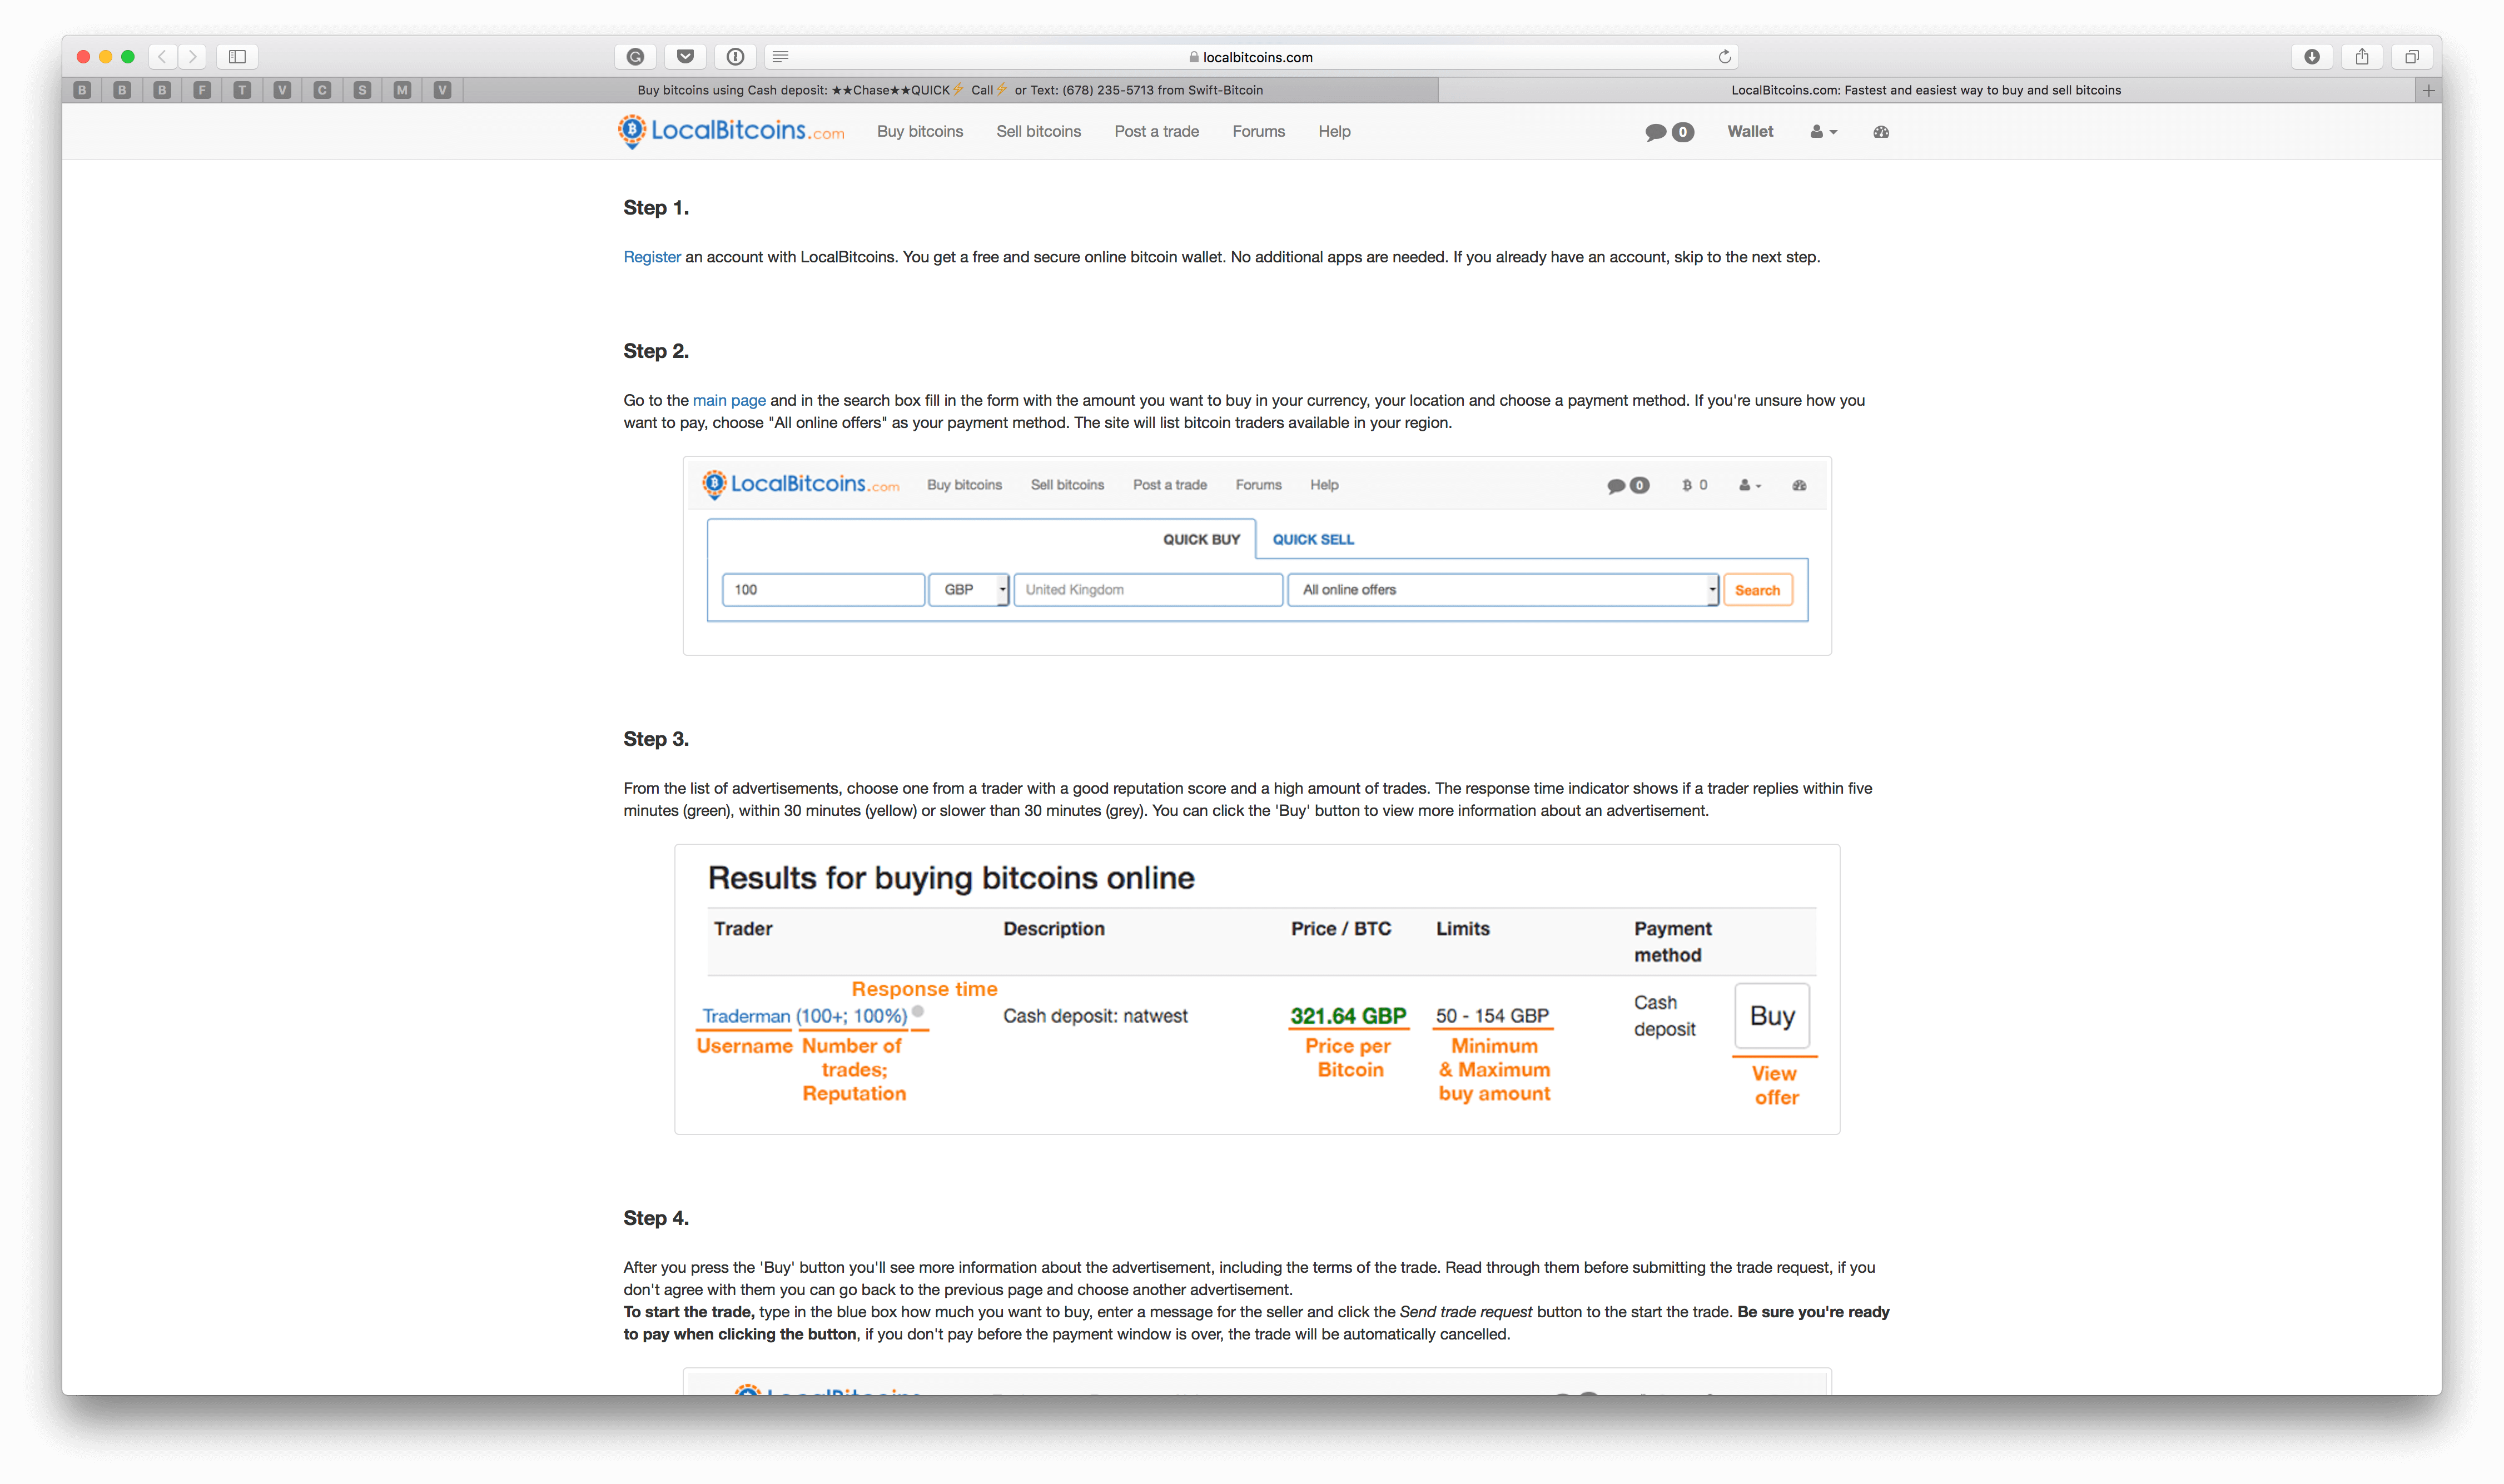 localbitcoins.com
B B B F T V C S M V
Buy bitcoins using Cash deposit: ★★Chase★★QUICK⚡ Call⚡ or Text: (678) 235-5713 from Swift-Bitcoin
LocalBitcoins.com: Fastest and easiest way to buy and sell bitcoins
LocalBitcoins.com Buy bitcoins Sell bitcoins Post a trade Forums Help 0 Wallet
Step 1.
Register an account with LocalBitcoins. You get a free and secure online bitcoin wallet. No additional apps are needed. If you already have an account, skip to the next step.
Step 2.
Go to the main page and in the search box fill in the form with the amount you want to buy in your currency, your location and choose a payment method. If you're unsure how you
want to pay, choose "All online offers" as your payment method. The site will list bitcoin traders available in your region.
LocalBitcoins.com Buy bitcoins Sell bitcoins Post a trade Forums Help 0 ₿ 0
QUICK BUY QUICK SELL
100 GBP United Kingdom All online offers Search
Step 3.
From the list of advertisements, choose one from a trader with a good reputation score and a high amount of trades. The response time indicator shows if a trader replies within five
minutes (green), within 30 minutes (yellow) or slower than 30 minutes (grey). You can click the 'Buy' button to view more information about an advertisement.
Results for buying bitcoins online
Trader Description Price / BTC Limits Payment
method
Response time
Traderman (100+; 100%) Cash deposit: natwest 321.64 GBP 50 - 154 GBP Cash
deposit
Buy
Username Number of
trades;
Reputation
Price per
Bitcoin
Minimum
& Maximum
buy amount
View
offer
Step 4.
After you press the 'Buy' button you'll see more information about the advertisement, including the terms of the trade. Read through them before submitting the trade request, if you
don't agree with them you can go back to the previous page and choose another advertisement.
To start the trade, type in the blue box how much you want to buy, enter a message for the seller and click the Send trade request button to the start the trade. Be sure you're ready
to pay when clicking the button, if you don't pay before the payment window is over, the trade will be automatically cancelled.
LocalBitcoins